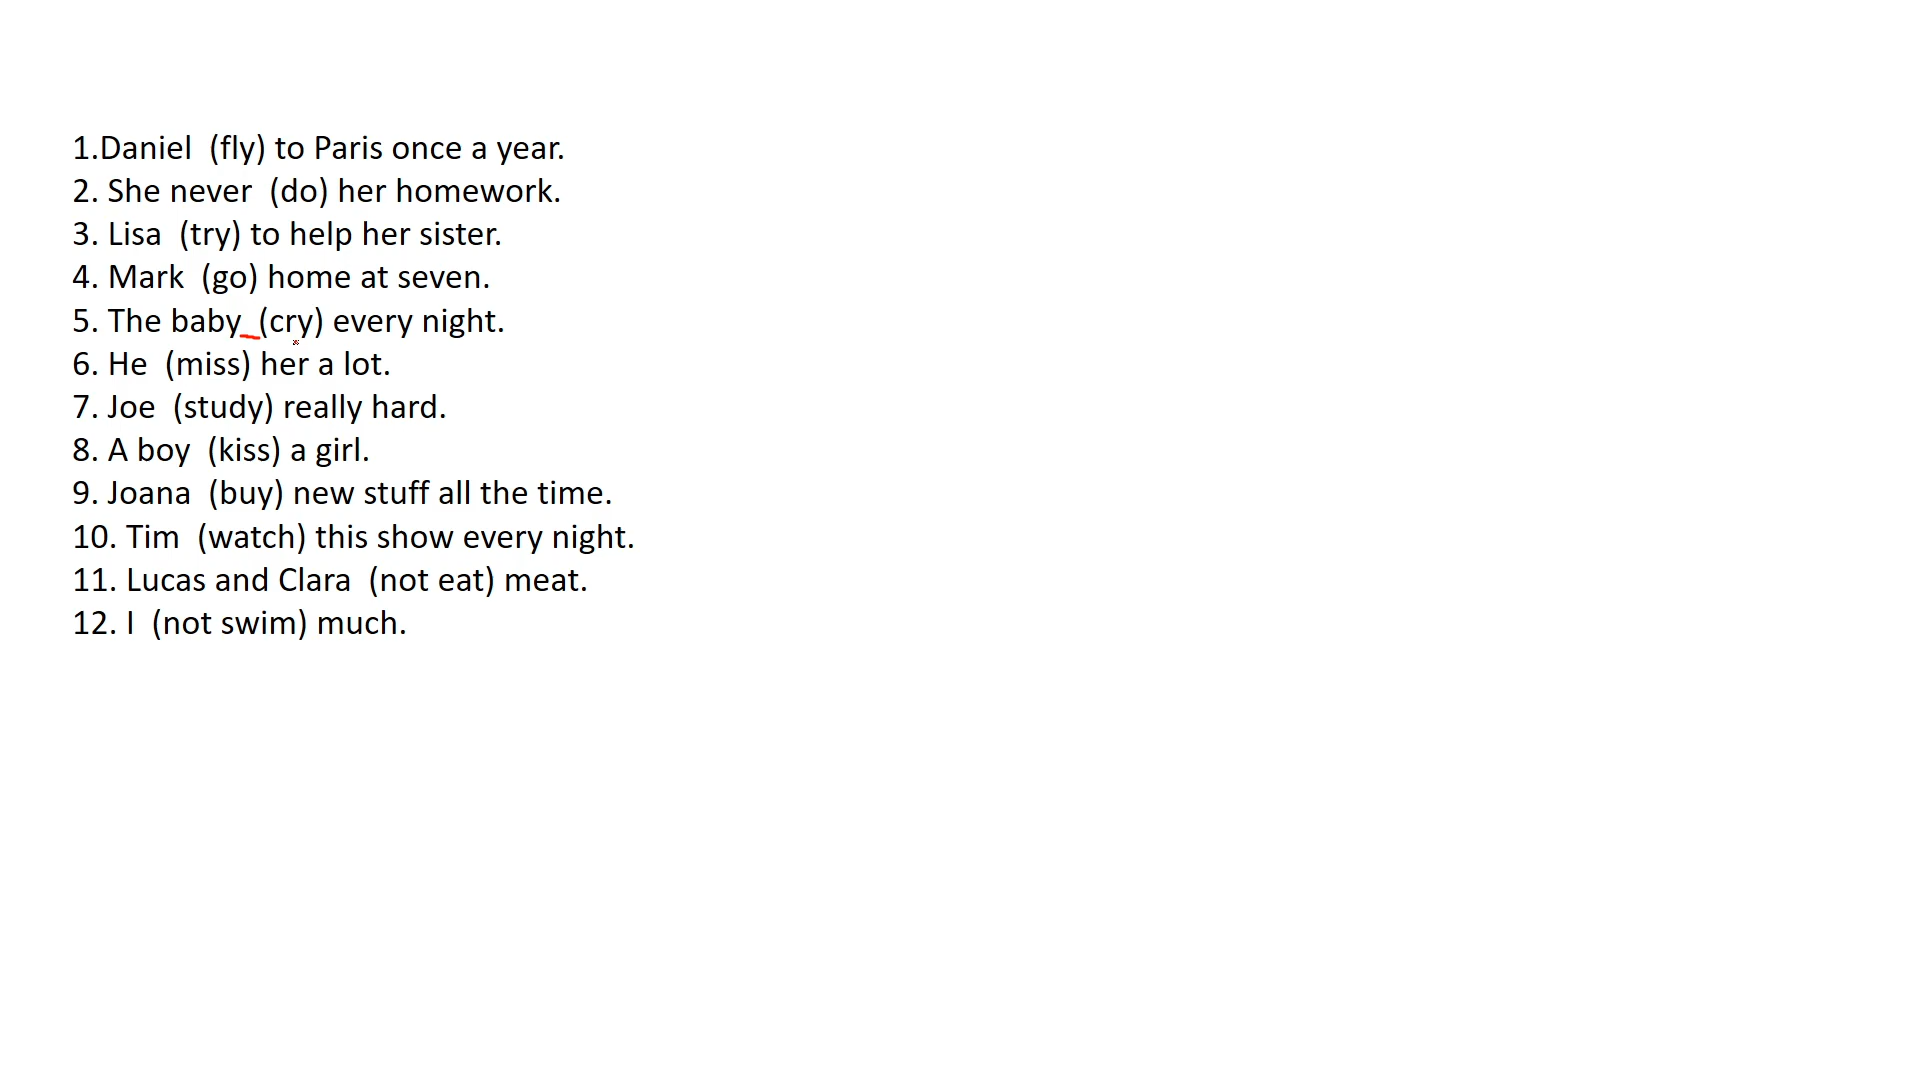 1.Daniel  (fly) to Paris once a year.
2. She never  (do) her homework.
3. Lisa  (try) to help her sister.
4. Mark  (go) home at seven.
5. The baby_(cry) every night.
6. He  (miss) her a lot.
7. Joe  (study) really hard.
8. A boy  (kiss) a girl.
9. Joana  (buy) new stuff all the time.
10. Tim  (watch) this show every night.
11. Lucas and Clara  (not eat) meat.
12. I  (not swim) much.